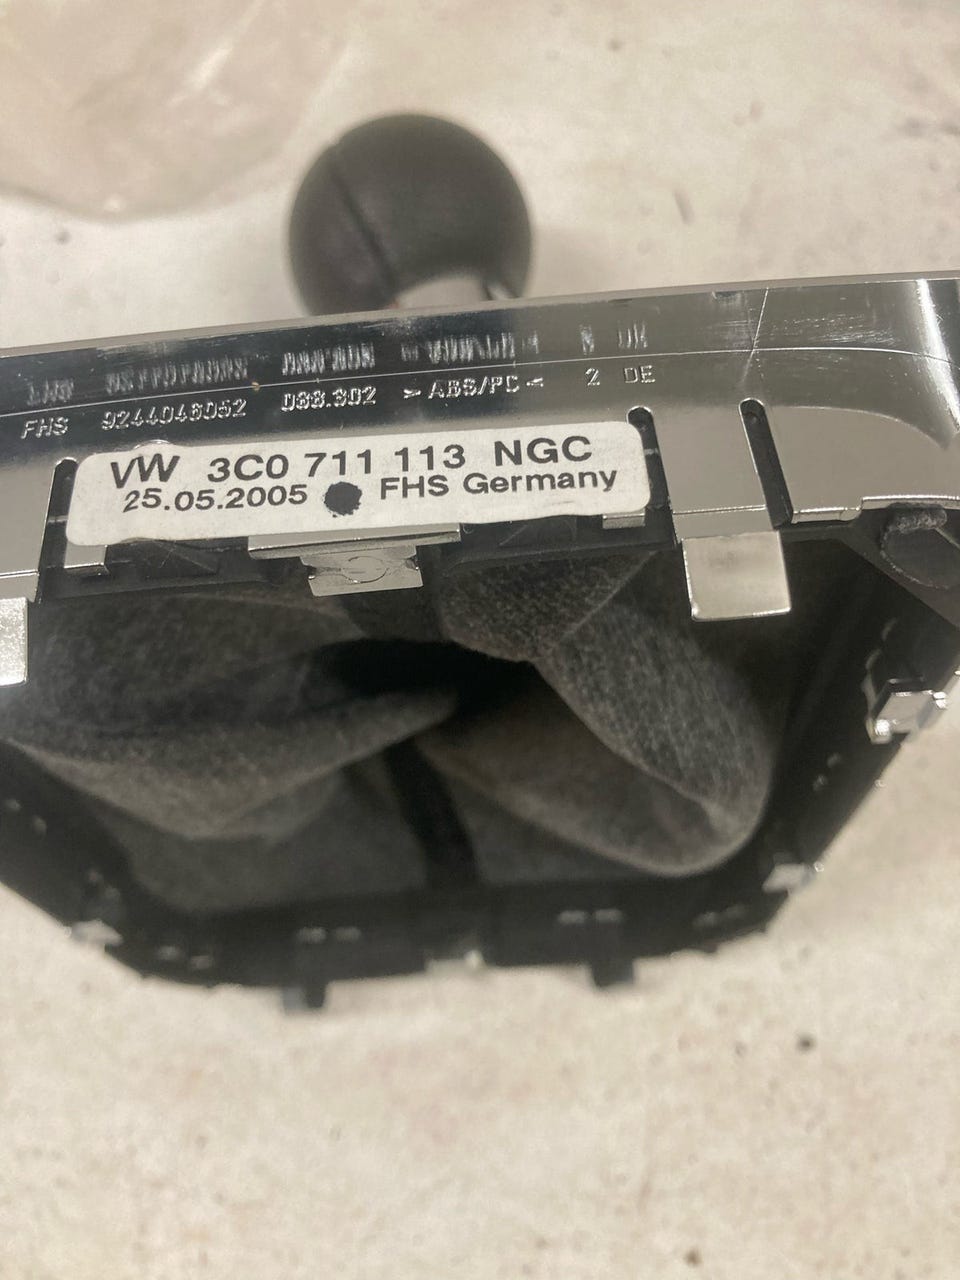 FHS 9244046052 088.302 >ABS/PC< 2 DE
VW 3C0 711 113 NGC
25.05.2005 FHS Germany